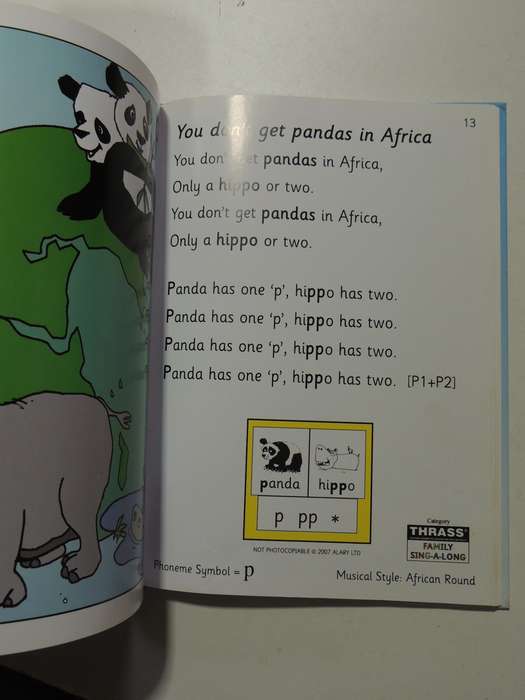 13
You don't get pandas in Africa
You don't get pandas in Africa,
Only a hippo or two.
You don't get pandas in Africa,
Only a hippo or two.
Panda has one ‘p’, hippo has two.
Panda has one ‘p’, hippo has two.
Panda has one ‘p’, hippo has two.
Panda has one ‘p’, hippo has two. [P1+P2]
panda hippo
p pp *
NOT PHOTOCOPIABLE © 2007 ALARY LTD
Category
THRASS®
FAMILY
SING-A-LONG
Phoneme Symbol = p
Musical Style: African Round